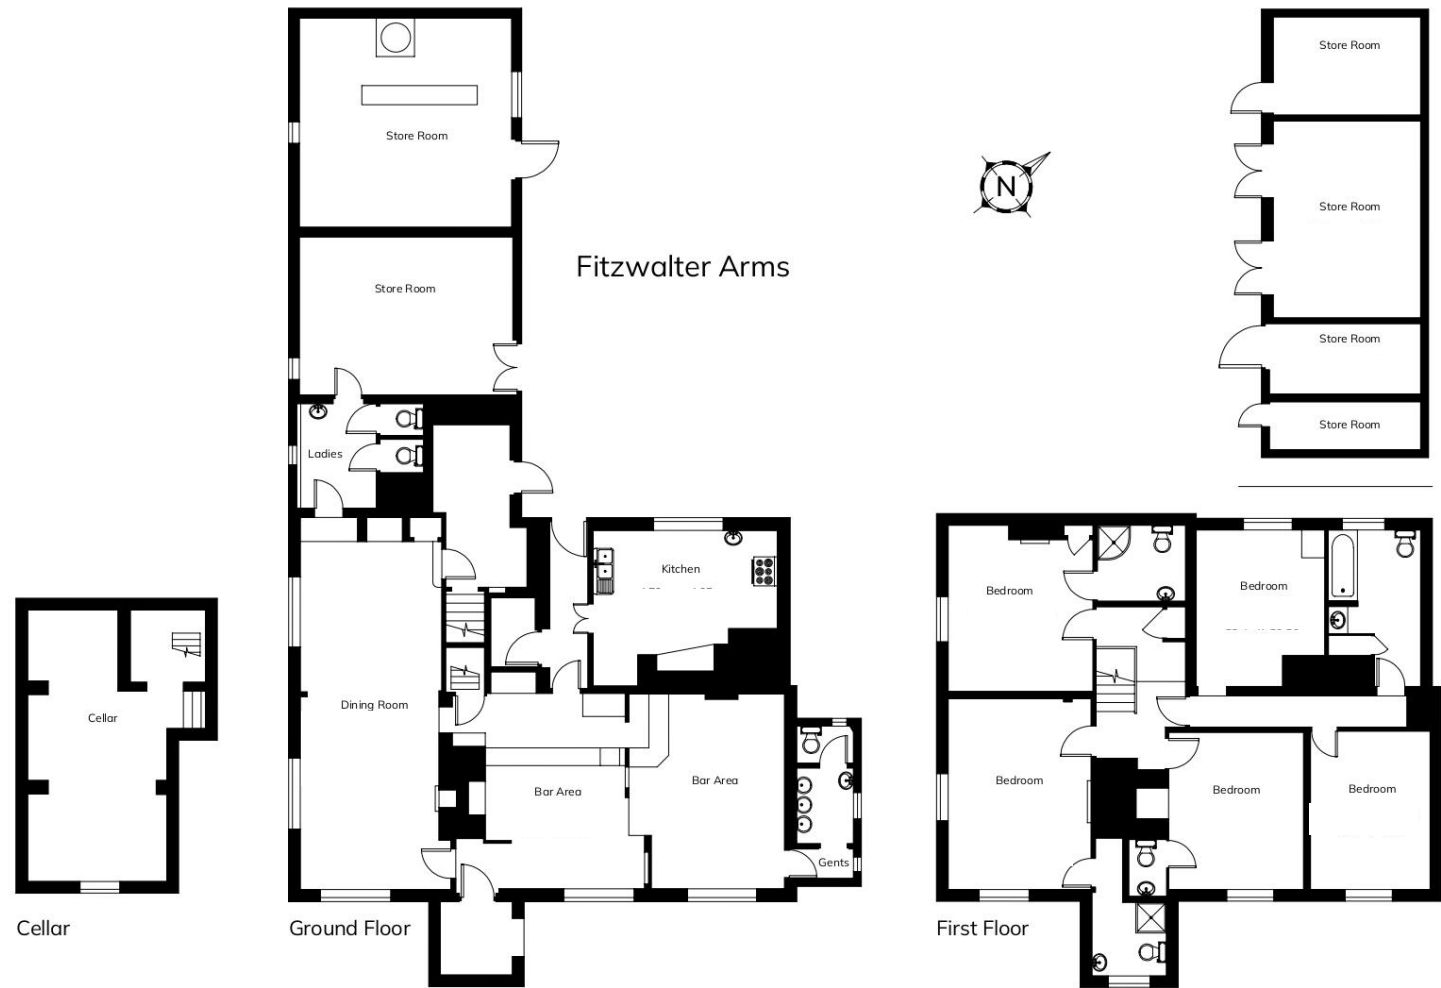 Store Room
Store Room
N
Store Room
Fitzwalter Arms
Store Room
Store Room
Store Room
Ladies
Kitchen
Bedroom
Bedroom
Dining Room
Cellar
Bar Area
Bar Area
Gents
Bedroom
Bedroom
Bedroom
Cellar
Ground Floor
First Floor